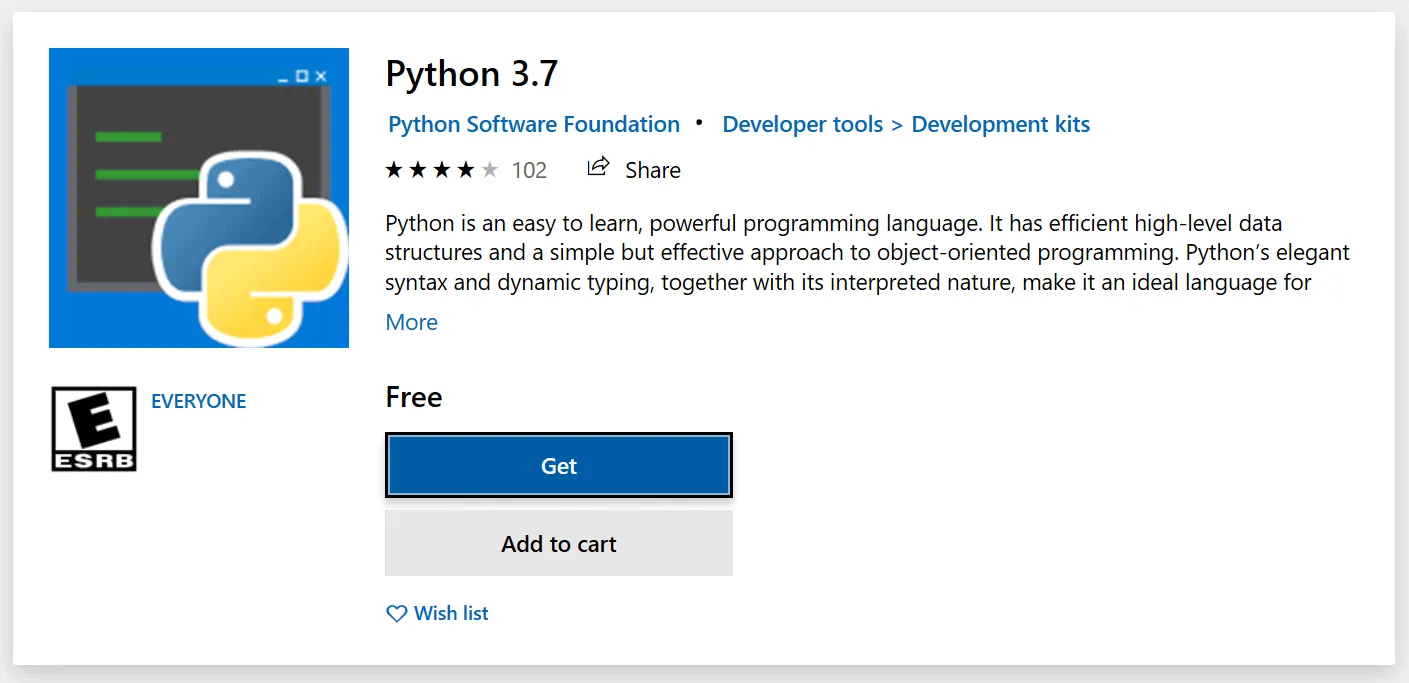 Python 3.7
Python Software Foundation • Developer tools > Development kits
102 Share
Python is an easy to learn, powerful programming language. It has efficient high-level data
structures and a simple but effective approach to object-oriented programming. Python’s elegant
syntax and dynamic typing, together with its interpreted nature, make it an ideal language for
More
E
ESRB
EVERYONE
Free
Get
Add to cart
Wish list